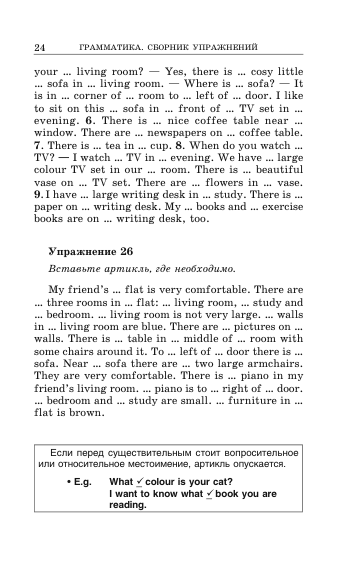 24 ГРАММАТИКА. СБОРНИК УПРАЖНЕНИЙ
your ... living room? — Yes, there is ... cosy little
... sofa in ... living room. — Where is ... sofa? — It
is in ... corner of ... room to ... left of ... door. I like
to sit on this ... sofa in ... front of ... TV set in ...
evening. 6. There is ... nice coffee table near ...
window. There are ... newspapers on ... coffee table.
7. There is ... tea in ... cup. 8. When do you watch ...
TV? — I watch ... TV in ... evening. We have ... large
colour TV set in our ... room. There is ... beautiful
vase on ... TV set. There are ... flowers in ... vase.
9. I have ... large writing desk in ... study. There is ...
paper on ... writing desk. My ... books and ... exercise
books are on ... writing desk, too.
Упражнение 26
Вставьте артикль, где необходимо.
My friend's ... flat is very comfortable. There are
... three rooms in ... flat: ... living room, ... study and
... bedroom. ... living room is not very large. ... walls
in ... living room are blue. There are ... pictures on ...
walls. There is ... table in ... middle of ... room with
some chairs around it. To ... left of ... door there is ...
sofa. Near ... sofa there are ... two large armchairs.
They are very comfortable. There is ... piano in my
friend's living room. ... piano is to ... right of ... door.
... bedroom and ... study are small. ... furniture in ...
flat is brown.
Если перед существительным стоит вопросительное
или относительное местоимение, артикль опускается.
• E.g. What ✓ colour is your cat?
I want to know what ✓ book you are
reading.